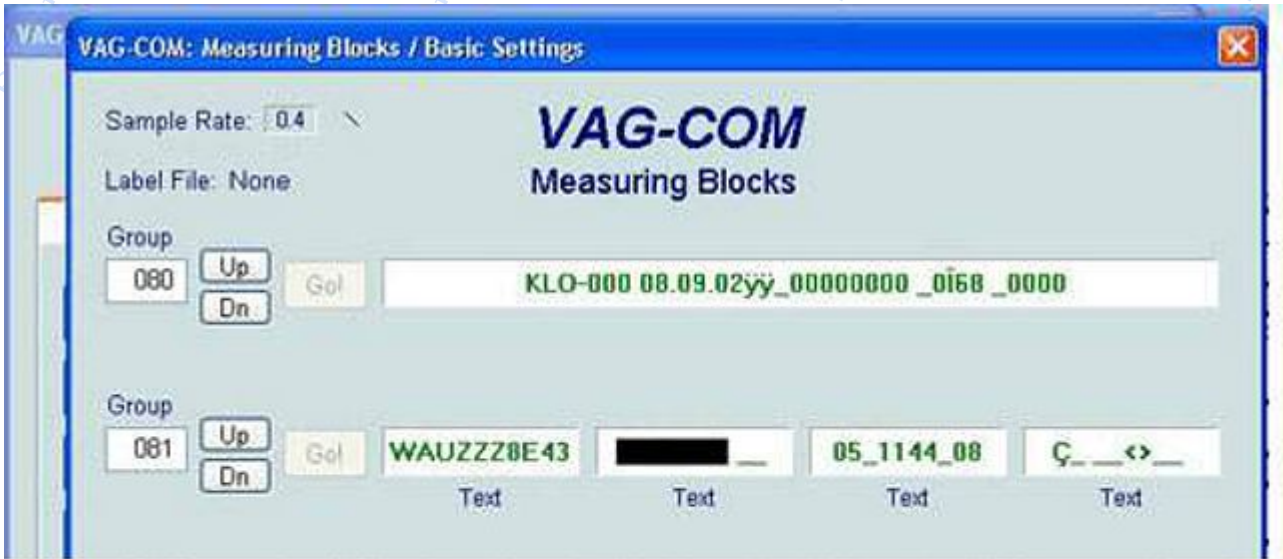 VAG
VAG-COM: Measuring Blocks / Basic Settings
Sample Rate: 0.4
VAG-COM
Label File: None
Measuring Blocks
Group
080
Up
Dn
Go!
KLO-000 08.09.02ÿÿ_00000000 _0Ï68 _0000
Group
081
Up
Dn
Go!
WAUZZZ8E43
__
05_1144_08
Ç_ __<>__
Text
Text
Text
Text